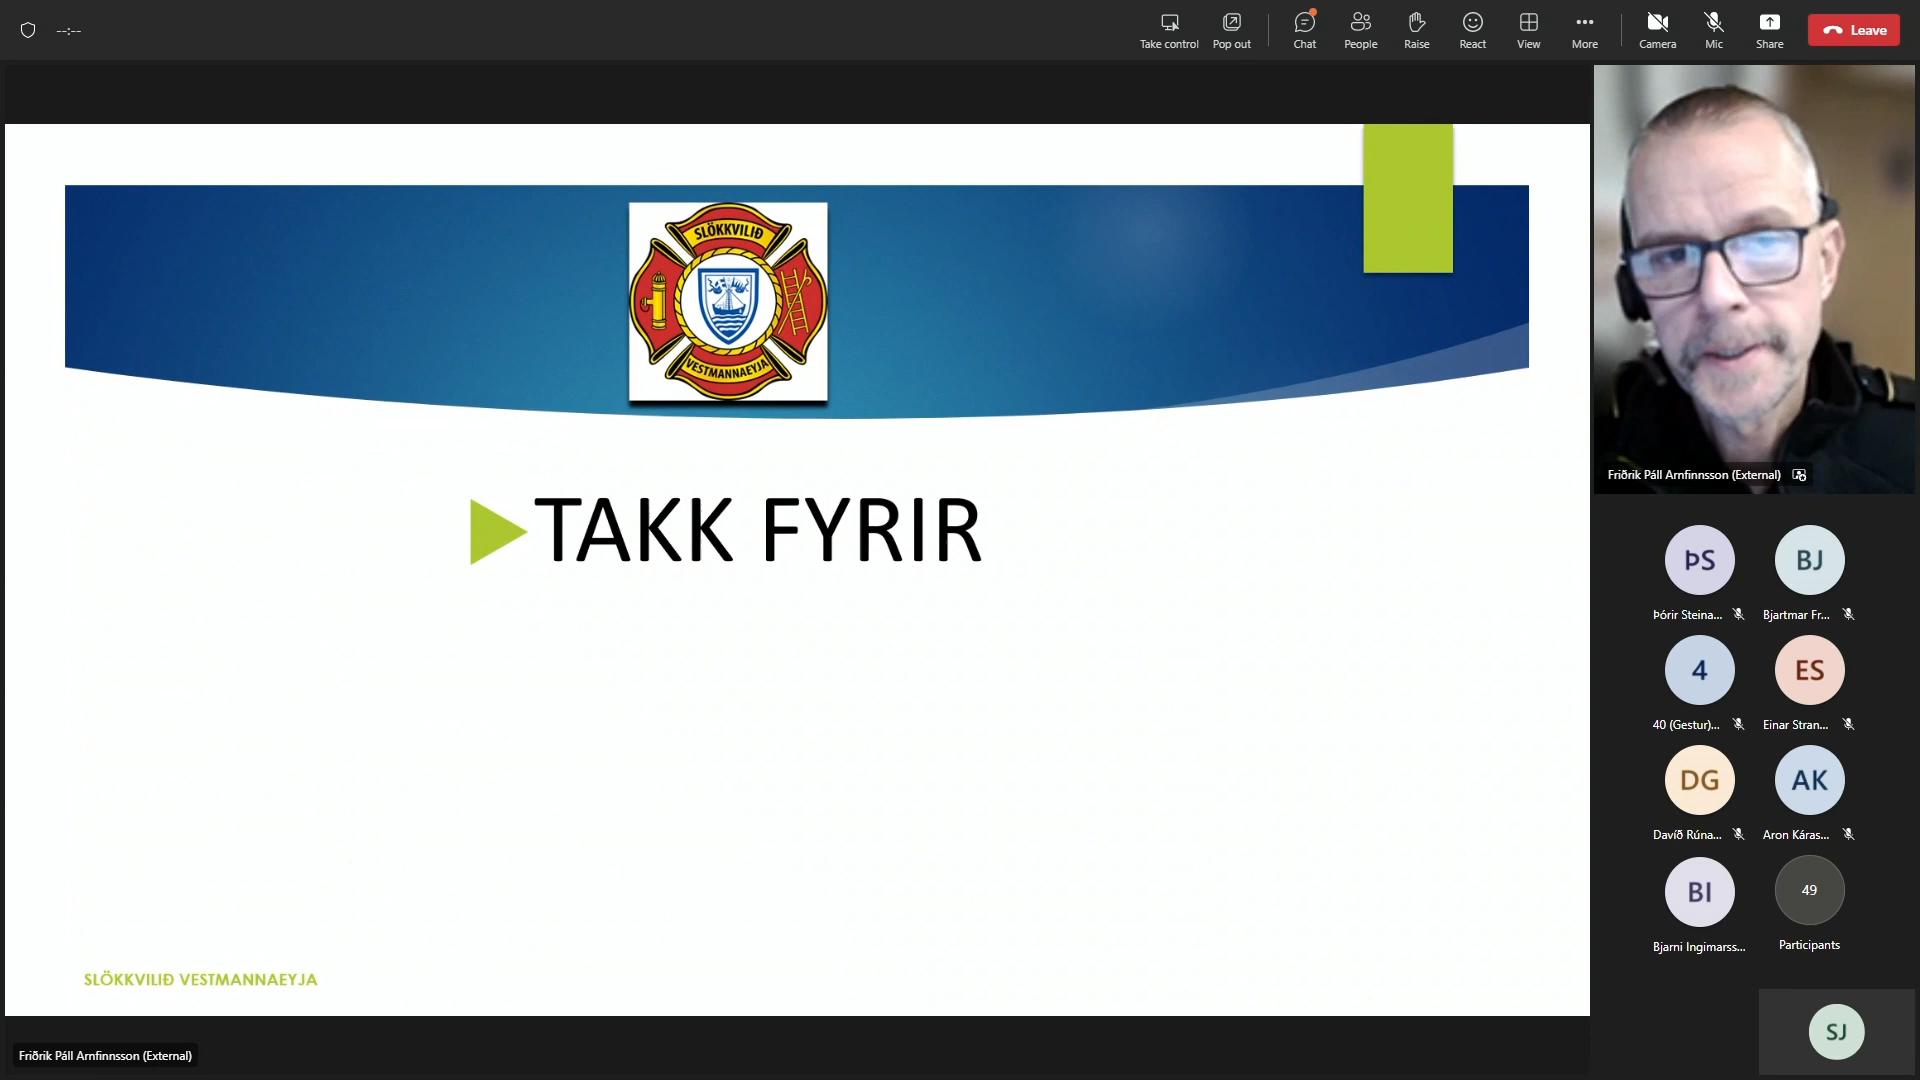 --:--
Take control
Pop out
Chat
People
Raise
React
View
More
Camera
Mic
Share
Leave
SLÖKKVILIÐ
VESTMANNAEYJA
TAKK FYRIR
SLÖKKVILIÐ VESTMANNAEYJA
Friðrik Páll Arnfinnsson (External)
Friðrik Páll Arnfinnsson (External)
ÞS
BJ
Þórir Steina...
Bjartmar Fr...
4
ES
40 (Gestur)...
Einar Stran...
DG
AK
Davíð Rúna...
Aron Káras...
BI
49
Bjarni Ingimarss...
Participants
SJ